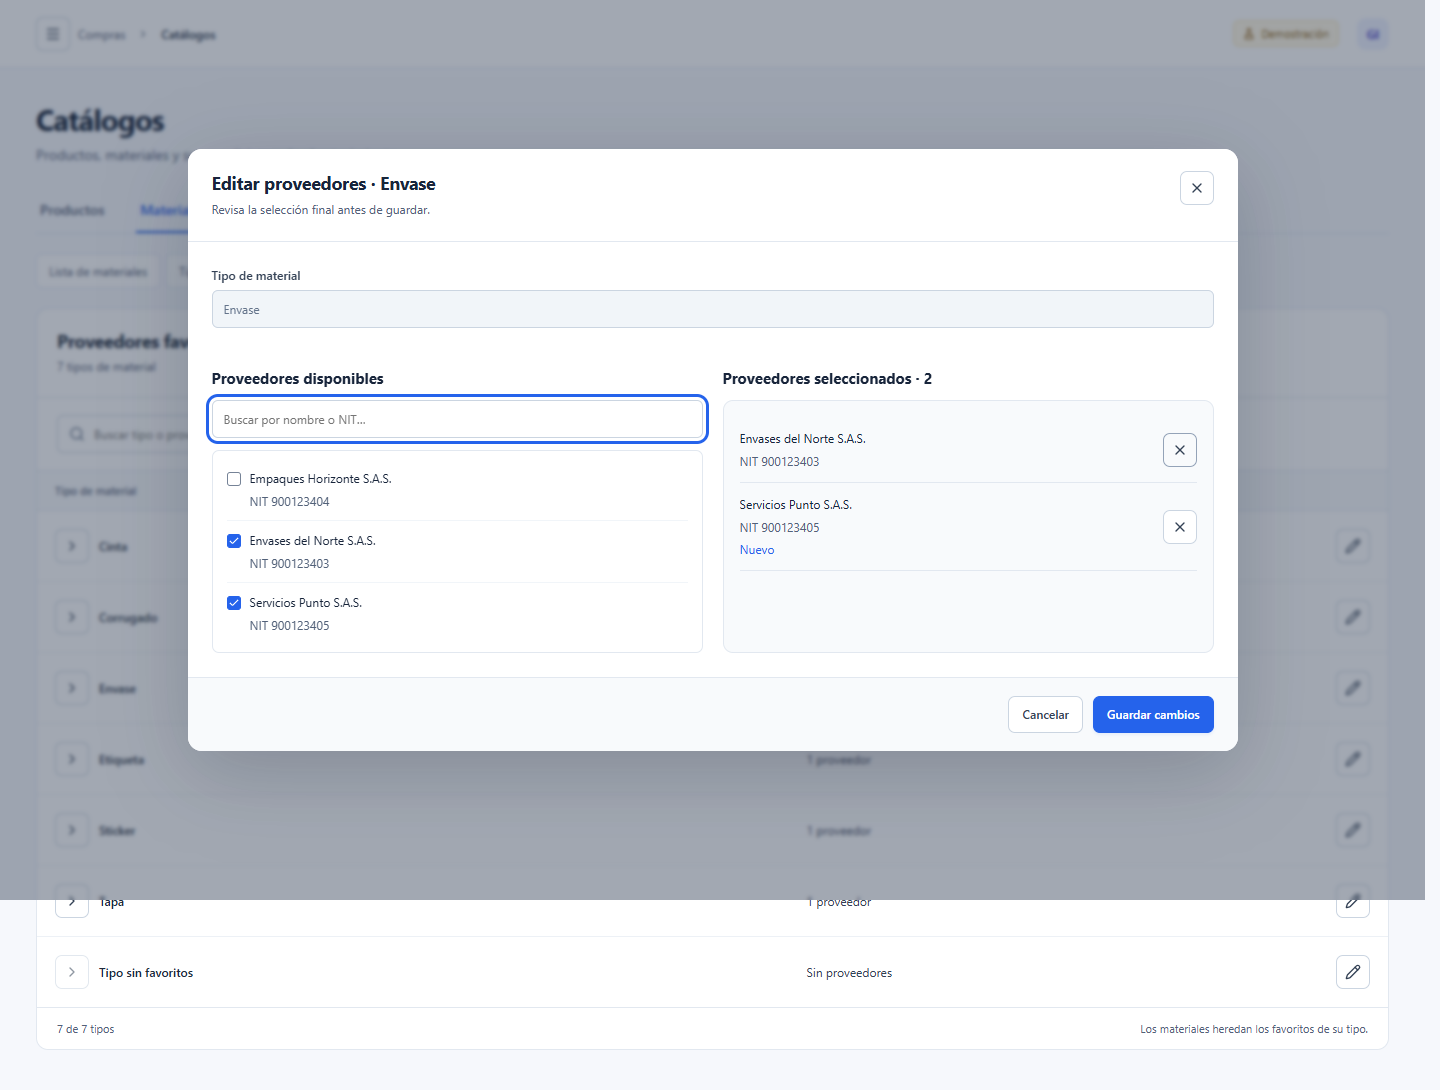 Compras > Catálogos
Demostración
Catálogos
Productos, materiales y
Productos
Lista de materiales
Editar proveedores · Envase
Revisa la selección final antes de guardar.
Tipo de material
Envase
Proveedores disponibles
Buscar por nombre o NIT...
Empaques Horizonte S.A.S.
NIT 900123404
Envases del Norte S.A.S.
NIT 900123403
Servicios Punto S.A.S.
NIT 900123405
Proveedores seleccionados · 2
Envases del Norte S.A.S.
NIT 900123403
Servicios Punto S.A.S.
NIT 900123405
Nuevo
Cancelar
Guardar cambios
Proveedores
7 tipos de material
Buscar tipo o
Tipo de material
Cinta
Corrugado
Envase
Etiqueta
1 proveedor
Sticker
1 proveedor
Tapa
1 proveedor
Tipo sin favoritos
Sin proveedores
7 de 7 tipos
Los materiales heredan los favoritos de su tipo.